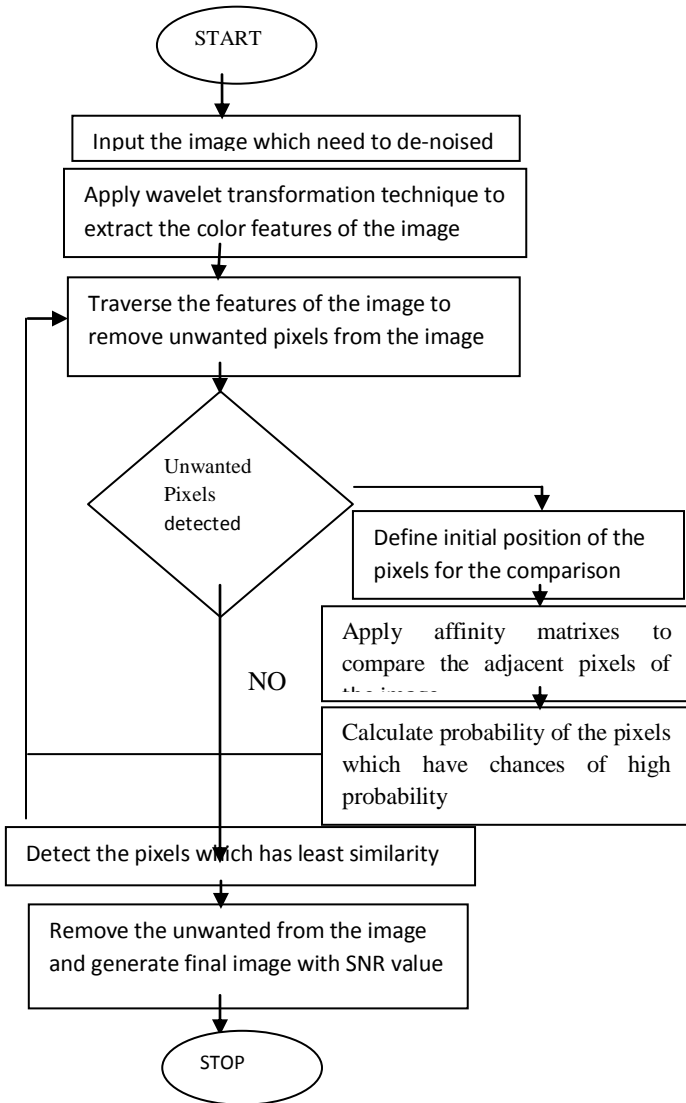 START
Input the image which need to de-noised
Apply wavelet transformation technique to
extract the color features of the image
Traverse the features of the image to
remove unwanted pixels from the image
Unwanted
Pixels
detected
Define initial position of the
pixels for the comparison
Apply affinity matrixes to
compare the adjacent pixels of
the image
NO
Calculate probability of the pixels
which have chances of high
probability
Detect the pixels which has least similarity
Remove the unwanted from the image
and generate final image with SNR value
STOP